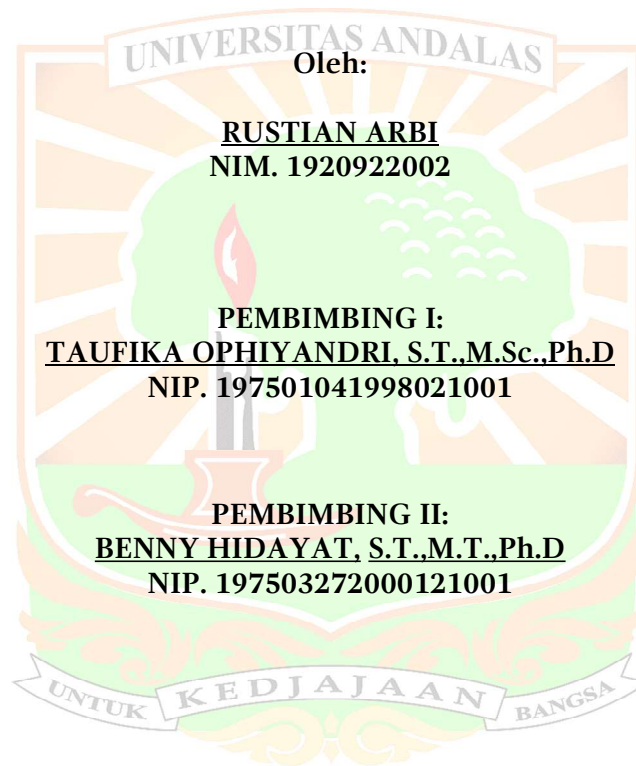 UNIVERSITAS ANDALAS
Oleh:
RUSTIAN ARBI
NIM. 1920922002
PEMBIMBING I:
TAUFIKA OPHIYANDRI, S.T.,M.Sc.,Ph.D
NIP. 197501041998021001
PEMBIMBING II:
BENNY HIDAYAT, S.T.,M.T.,Ph.D
NIP. 197503272000121001
UNTUK KEDJAJAAN BANGSA